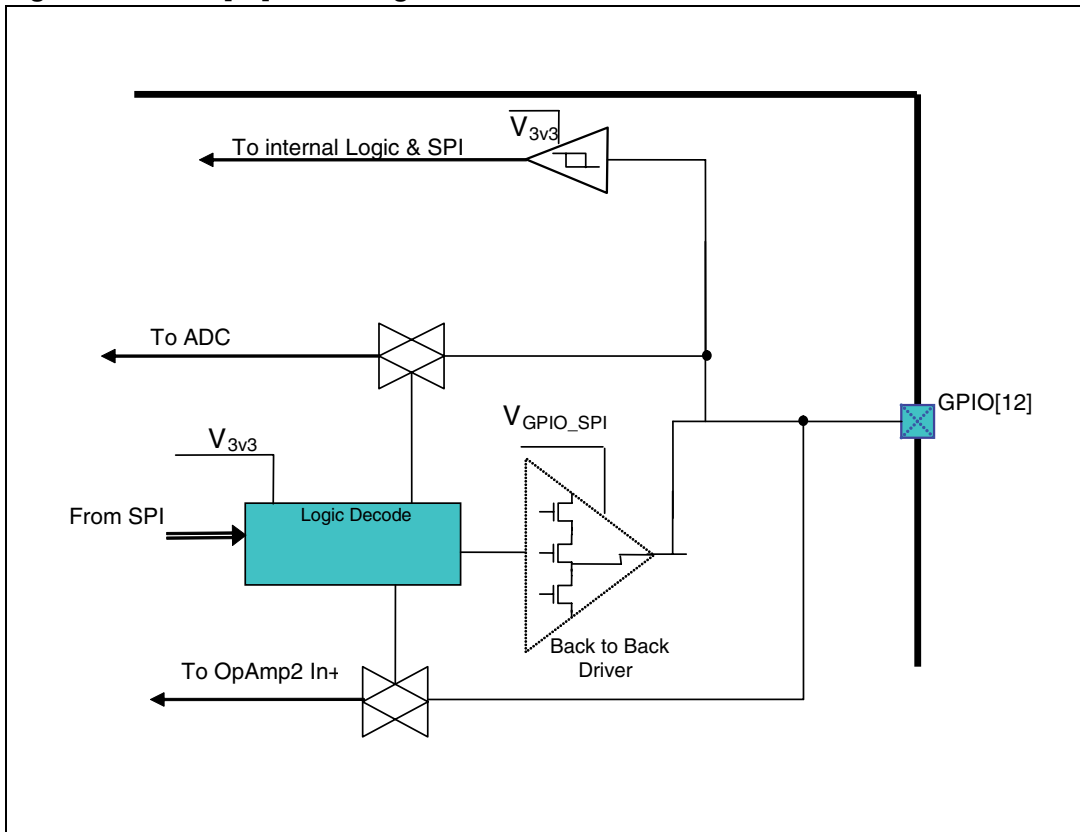 V3v3
To internal Logic & SPI
To ADC
GPIO[12]
VGPIO_SPI
V3v3
From SPI
Logic Decode
Back to Back
Driver
To OpAmp2 In+